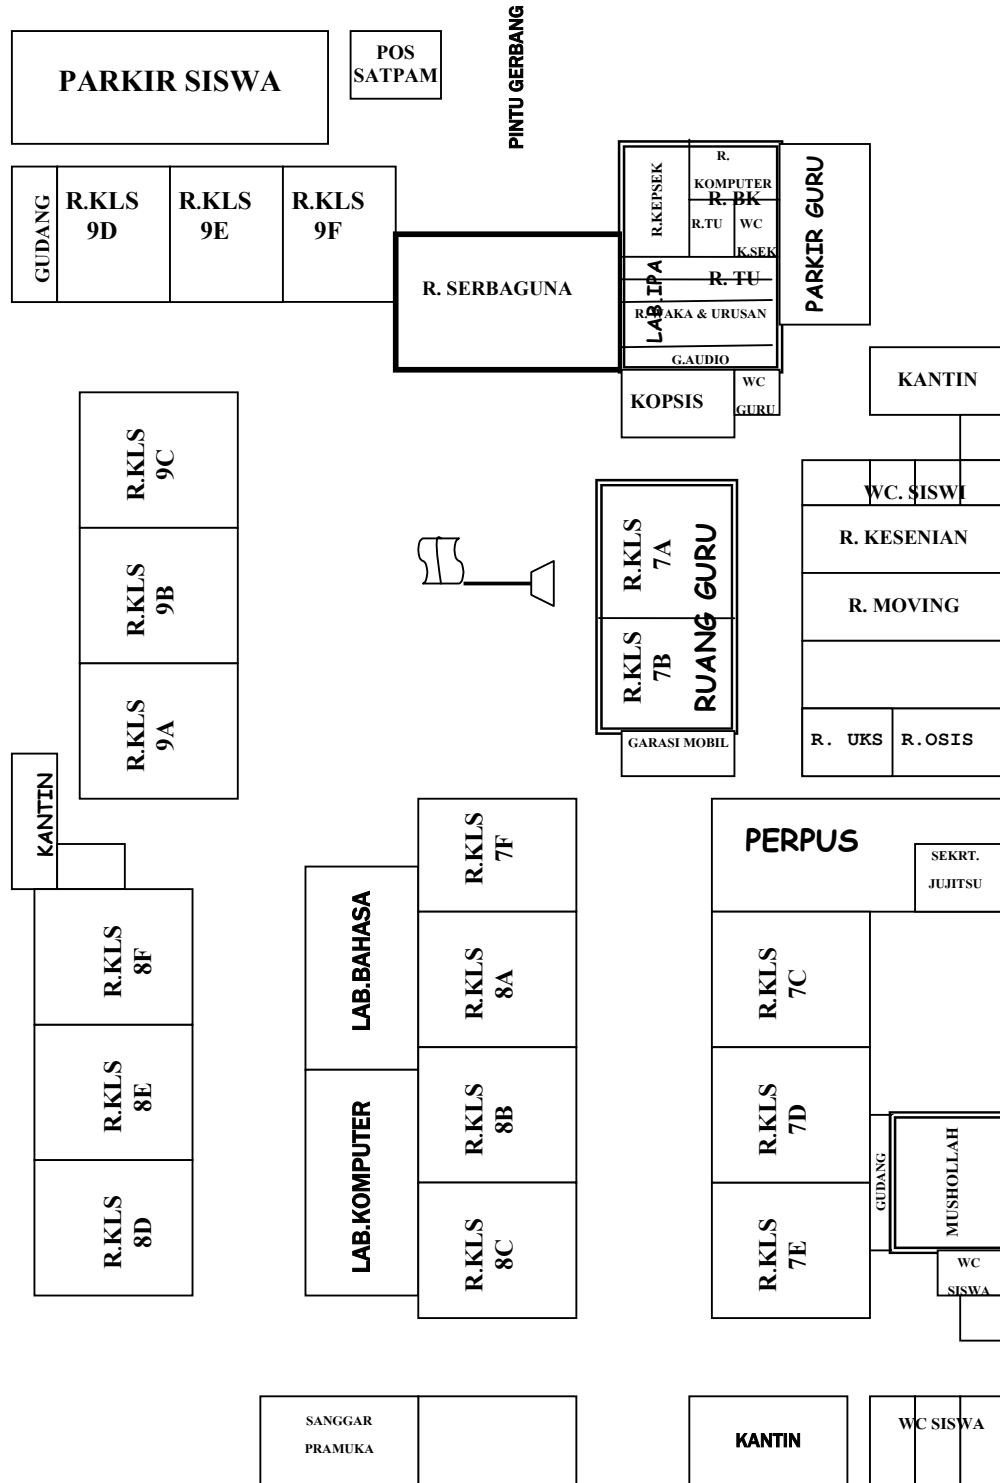 PINTU GERBANG
PARKIR SISWA
POS
SATPAM
GUDANG
R.KLS
9D
R.KLS
9E
R.KLS
9F
R. SERBAGUNA
R.KEPSEK
R.
KOMPUTER
R. BK
R.TU
WC
K.SEK
R. TU
LAB.IPA
R. WAKA & URUSAN
G.AUDIO
PARKIR GURU
KOPSIS
WC
GURU
KANTIN
R.KLS
9C
R.KLS
9B
R.KLS
9A
R.KLS
7A
R.KLS
7B
RUANG GURU
GARASI MOBIL
WC. SISWI
R. KESENIAN
R. MOVING
R. UKS
R.OSIS
KANTIN
R.KLS
8F
R.KLS
8E
R.KLS
8D
LAB.BAHASA
LAB.KOMPUTER
R.KLS
7F
R.KLS
8A
R.KLS
8B
R.KLS
8C
PERPUS
SEKRT.
JUJITSU
R.KLS
7C
R.KLS
7D
R.KLS
7E
GUDANG
MUSHOLLAH
WC
SISWA
SANGGAR
PRAMUKA
KANTIN
WC SISWA